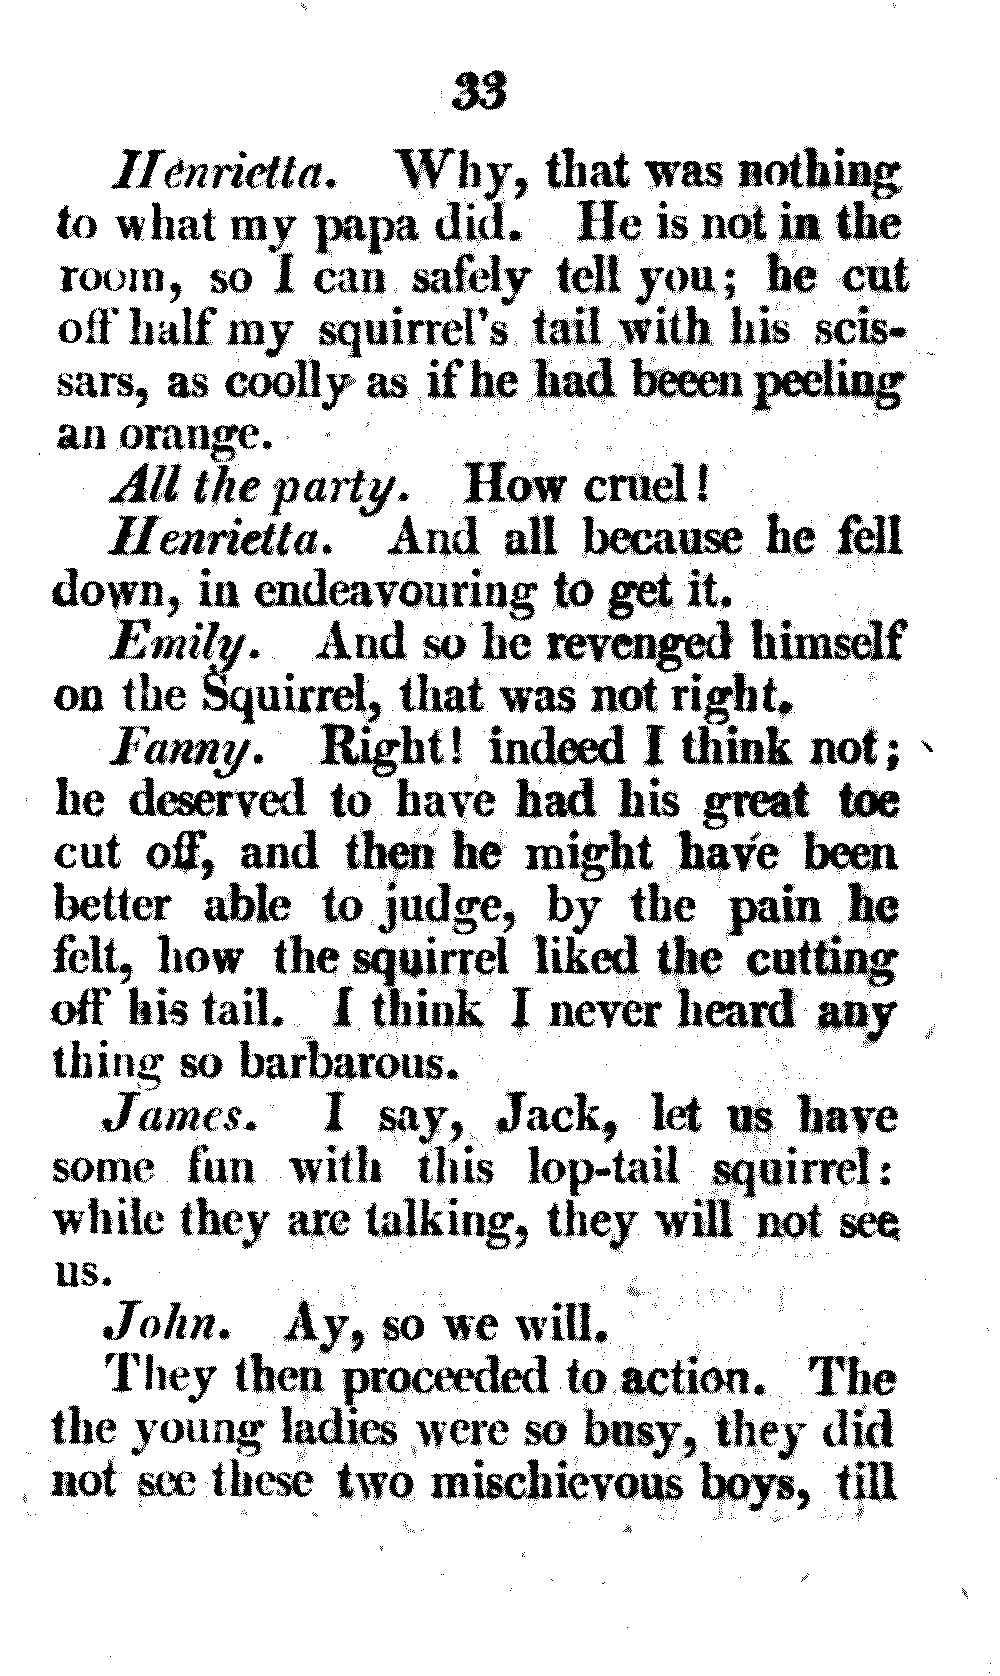 33
Henrietta. Why, that was nothing
to what my papa did. He is not in the
room, so I can safely tell you; he cut
off half my squirrel's tail with his scis-
sars, as coolly as if he had beeen peeling
an orange.
All the party. How cruel!
Henrietta. And all because he fell
down, in endeavouring to get it.
Emily. And so he revenged himself
on the Squirrel, that was not right.
Fanny. Right! indeed I think not;
he deserved to have had his great toe
cut off, and then he might have been
better able to judge, by the pain he
felt, how the squirrel liked the cutting
off his tail. I think I never heard any
thing so barbarous.
James. I say, Jack, let us have
some fun with this lop-tail squirrel:
while they are talking, they will not see
us.
John. Ay, so we will.
They then proceeded to action. The
the young ladies were so busy, they did
not see these two mischievous boys, till